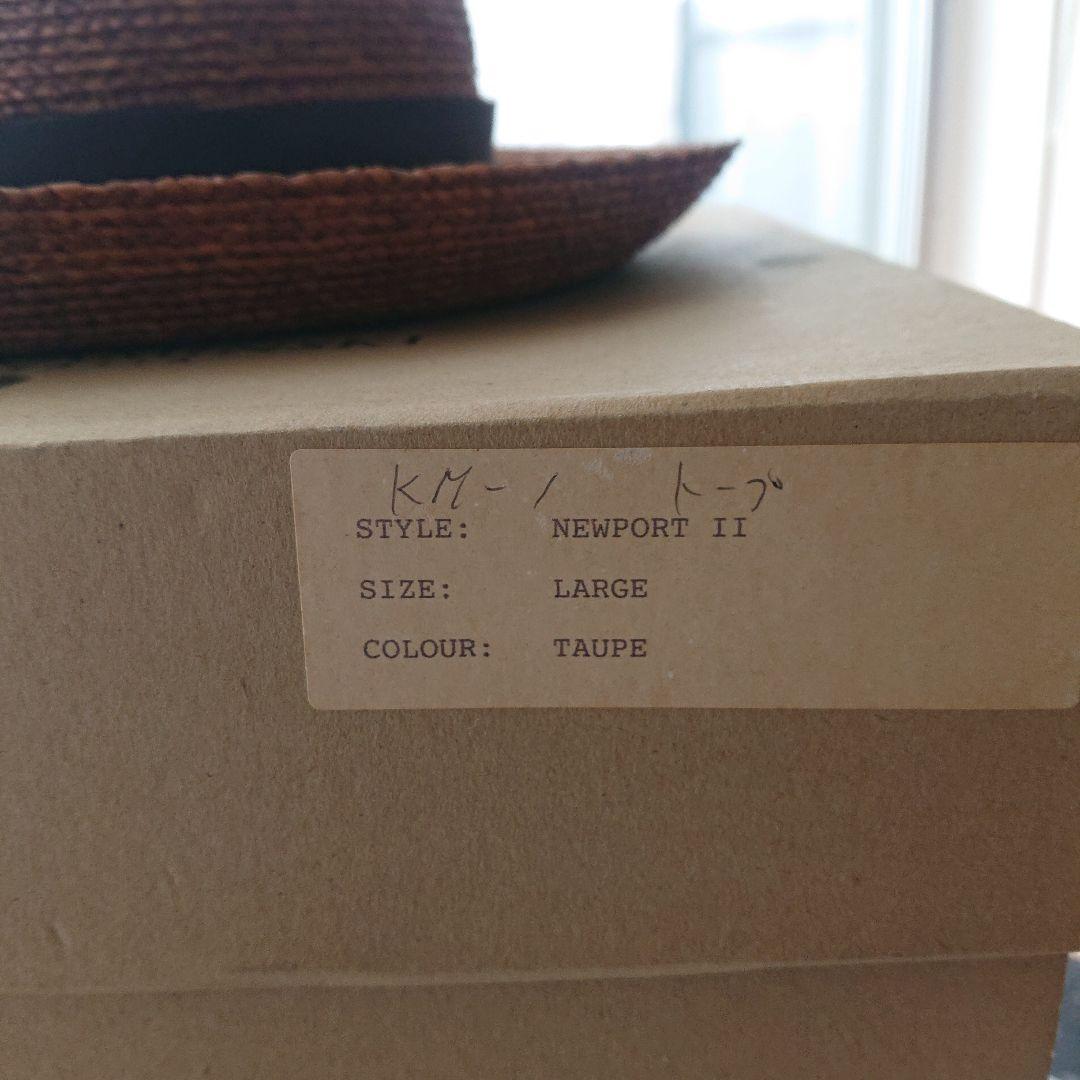 KM-1 トープ
STYLE: NEWPORT II
SIZE: LARGE
COLOUR: TAUPE